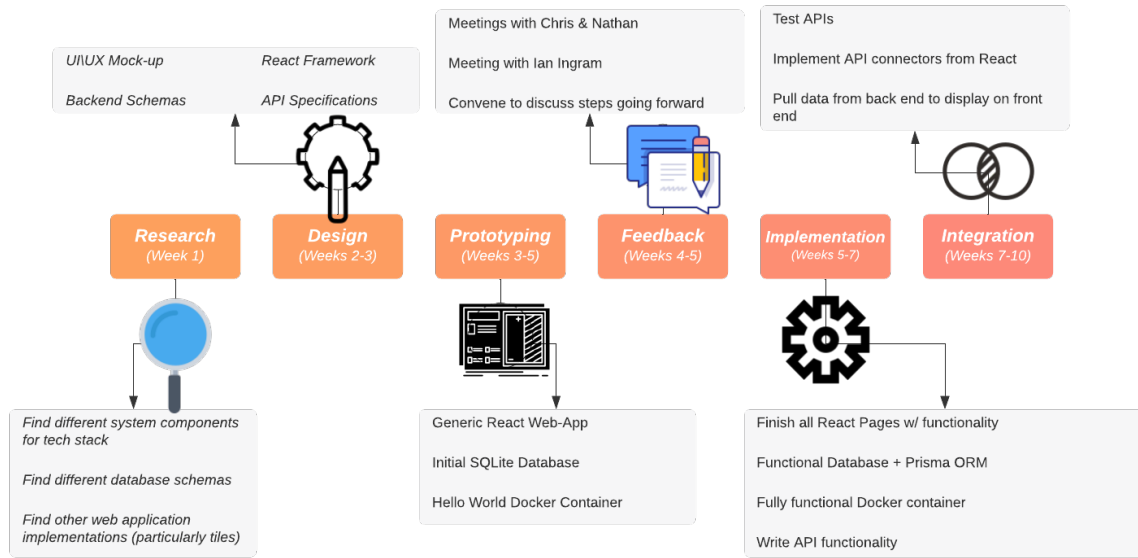 Meetings with Chris & Nathan
Meeting with Ian Ingram
Convene to discuss steps going forward
Test APIs
Implement API connectors from React
Pull data from back end to display on front
end
UI\UX Mock-up
React Framework
Backend Schemas
API Specifications
Research
(Week 1)
Design
(Weeks 2-3)
Prototyping
(Weeks 3-5)
Feedback
(Weeks 4-5)
Implementation
(Weeks 5-7)
Integration
(Weeks 7-10)
Find different system components
for tech stack
Find different database schemas
Find other web application
implementations (particularly tiles)
Generic React Web-App
Initial SQLite Database
Hello World Docker Container
Finish all React Pages w/ functionality
Functional Database + Prisma ORM
Fully functional Docker container
Write API functionality